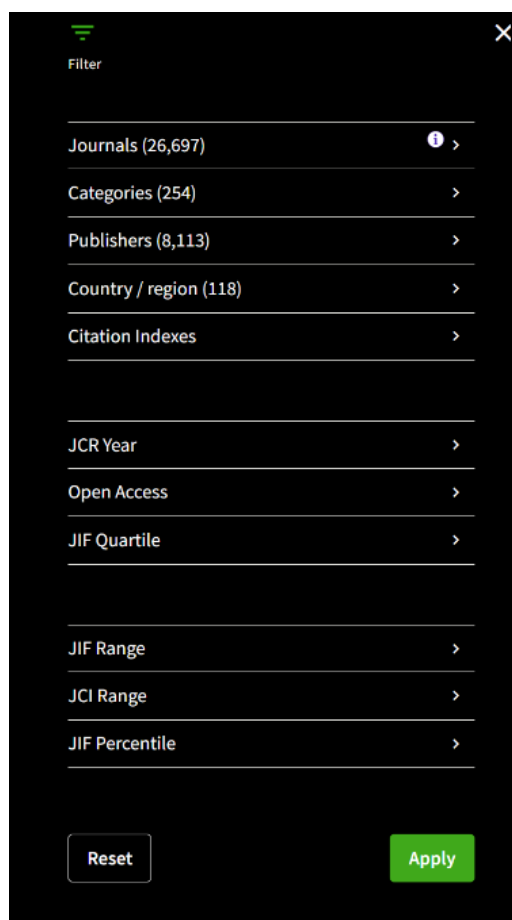 Filter
Journals (26,697)
Categories (254)
Publishers (8,113)
Country / region (118)
Citation Indexes
JCR Year
Open Access
JIF Quartile
JIF Range
JCI Range
JIF Percentile
Reset
Apply